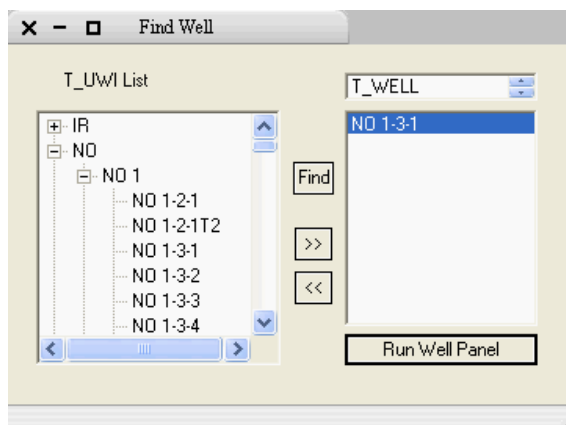 Find Well
T_UWI List
T_WELL
IR
NO
NO 1
NO 1-2-1
NO 1-2-1T2
NO 1-3-1
NO 1-3-2
NO 1-3-3
NO 1-3-4
Find
>>
<<
NO 1-3-1
Run Well Panel